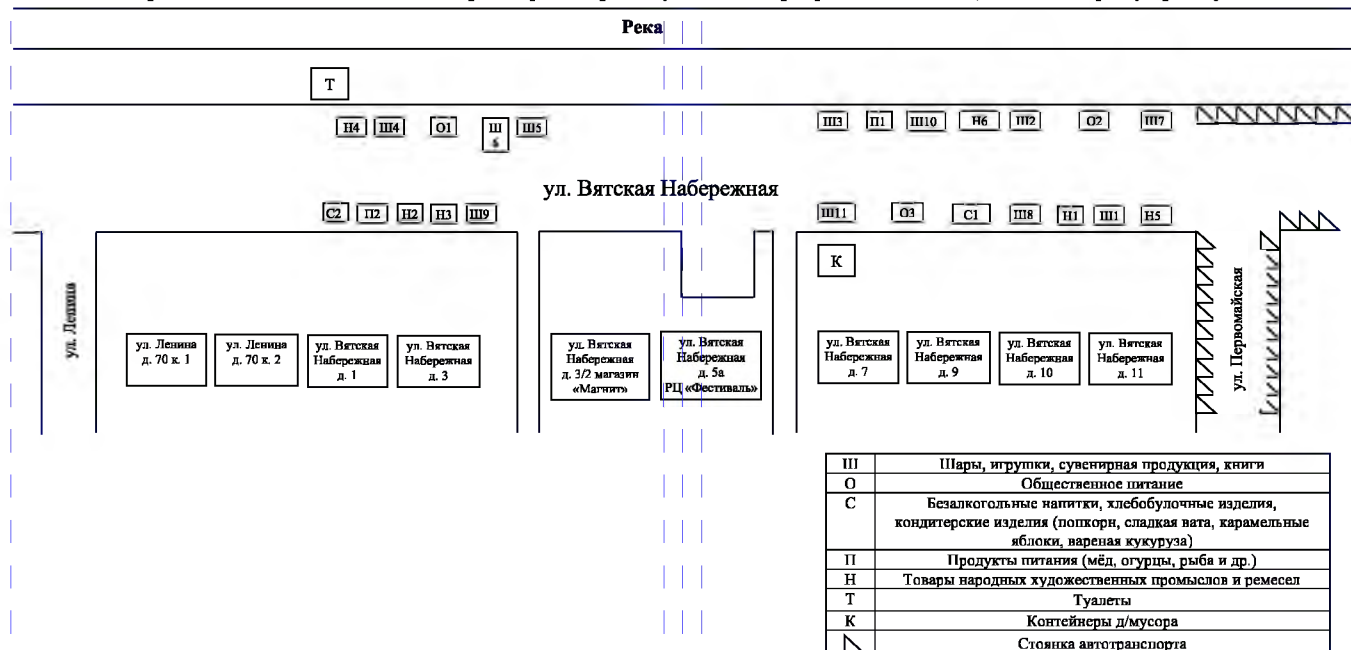 Река
Т
Н4 Ш4 О1 Ш 6 Ш5 Ш3 П1 Ш10 Н6 Ш2 О2 Ш7
ул. Вятская Набережная
С2 П2 Н2 Н3 Ш9 Ш11 О3 С1 Ш8 Н1 Ш1 Н5
К
ул. Ленина
ул. Первомайская
ул. Ленина
д. 70 к. 1
ул. Ленина
д. 70 к. 2
ул. Вятская
Набережная
д. 1
ул. Вятская
Набережная
д. 3
ул. Вятская
Набережная
д. 3/2 магазин
«Магнит»
ул. Вятская
Набережная
д. 5а
РЦ «Фестиваль»
ул. Вятская
Набережная
д. 7
ул. Вятская
Набережная
д. 9
ул. Вятская
Набережная
д. 10
ул. Вятская
Набережная
д. 11
Ш Шары, игрушки, сувенирная продукция, книги
О Общественное питание
С Безалкогольные напитки, хлебобулочные изделия,
кондитерские изделия (попкорн, сладкая вата, карамельные
яблоки, вареная кукуруза)
П Продукты питания (мёд, огурцы, рыба и др.)
Н Товары народных художественных промыслов и ремесел
Т Туалеты
К Контейнеры д/мусора
Стоянка автотранспорта